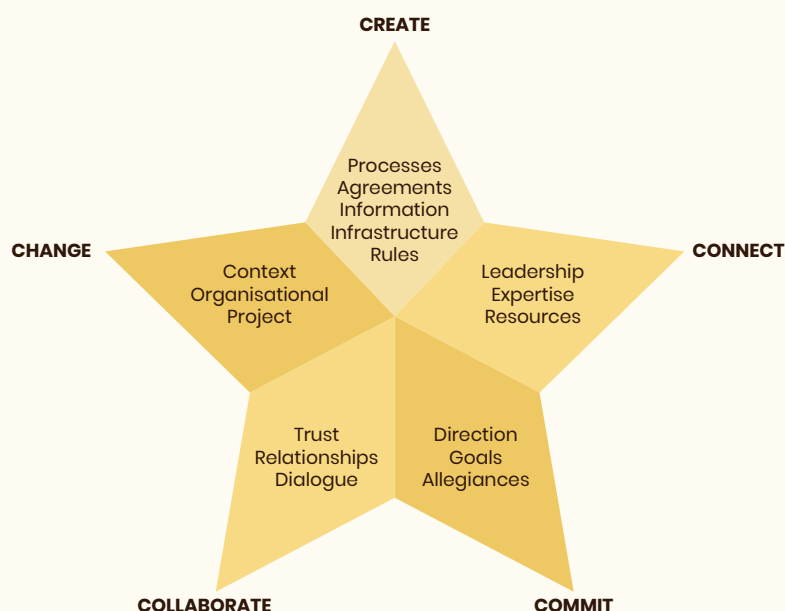 CREATE
Processes
Agreements
Information
Infrastructure
Rules
CHANGE
Context
Organisational
Project
Leadership
Expertise
Resources
CONNECT
Trust
Relationships
Dialogue
Direction
Goals
Allegiances
COLLABORATE
COMMIT